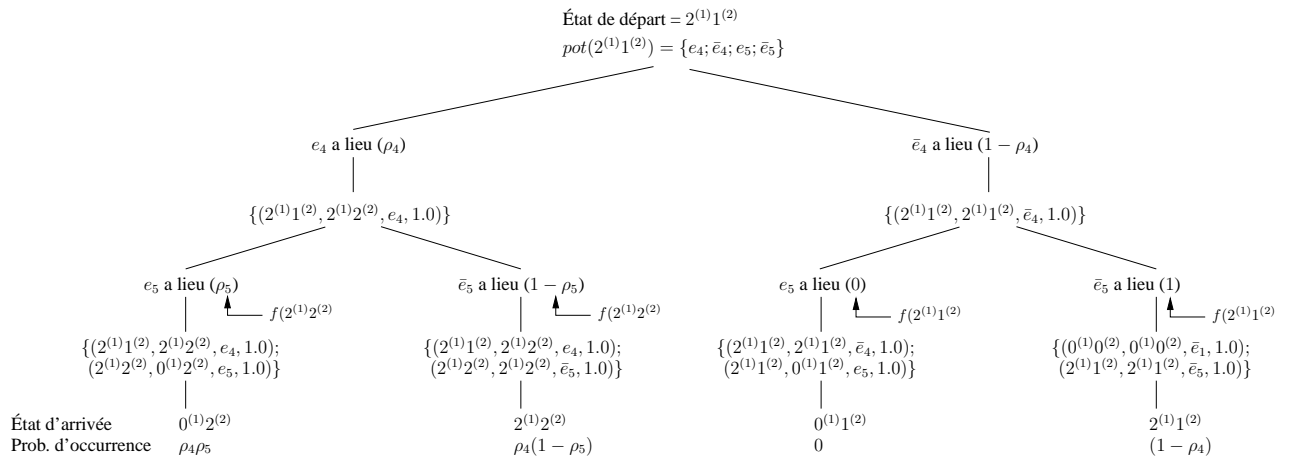 État de départ = 2^{(1)}1^{(2)}
pot(2^{(1)}1^{(2)}) = {e_4; ē_4; e_5; ē_5}
e_4 a lieu (ρ_4) ē_4 a lieu (1 − ρ_4)
{(2^{(1)}1^{(2)}, 2^{(1)}2^{(2)}, e_4, 1.0)} {(2^{(1)}1^{(2)}, 2^{(1)}1^{(2)}, ē_4, 1.0)}
e_5 a lieu (ρ_5) ē_5 a lieu (1 − ρ_5) e_5 a lieu (0) ē_5 a lieu (1)
f(2^{(1)}2^{(2)} f(2^{(1)}2^{(2)} f(2^{(1)}1^{(2)} f(2^{(1)}1^{(2)}
{(2^{(1)}1^{(2)}, 2^{(1)}2^{(2)}, e_4, 1.0); {(2^{(1)}1^{(2)}, 2^{(1)}2^{(2)}, e_4, 1.0); {(2^{(1)}1^{(2)}, 2^{(1)}1^{(2)}, ē_4, 1.0); {(0^{(1)}0^{(2)}, 0^{(1)}0^{(2)}, ē_1, 1.0);
(2^{(1)}2^{(2)}, 0^{(1)}2^{(2)}, e_5, 1.0)} (2^{(1)}2^{(2)}, 2^{(1)}2^{(2)}, ē_5, 1.0)} (2^{(1)}1^{(2)}, 0^{(1)}1^{(2)}, e_5, 1.0)} (2^{(1)}1^{(2)}, 2^{(1)}1^{(2)}, ē_5, 1.0)}
État d'arrivée 0^{(1)}2^{(2)} 2^{(1)}2^{(2)} 0^{(1)}1^{(2)} 2^{(1)}1^{(2)}
Prob. d'occurrence ρ_4ρ_5 ρ_4(1 − ρ_5) 0 (1 − ρ_4)